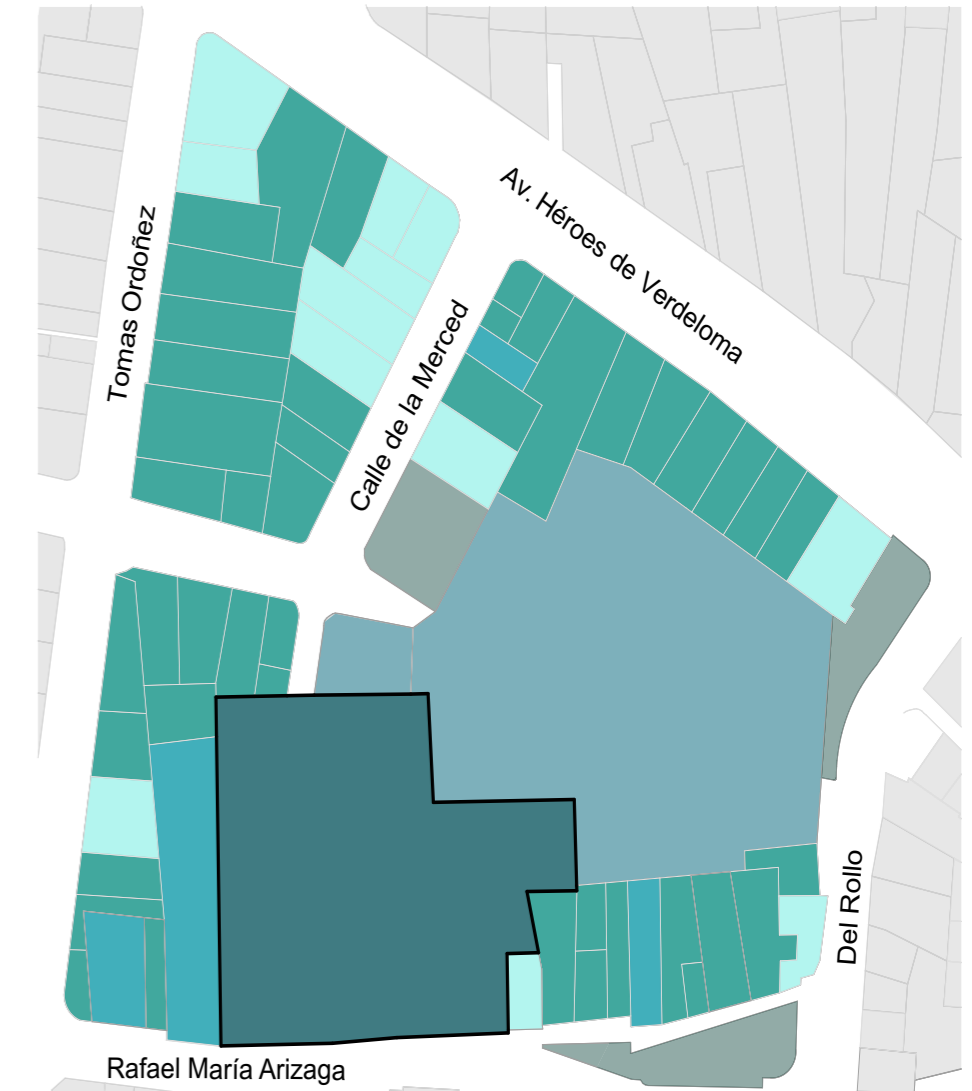 Av. Héroes de Verdeloma
Tomas Ordoñez
Calle de la Merced
Del Rollo
Rafael María Arizaga